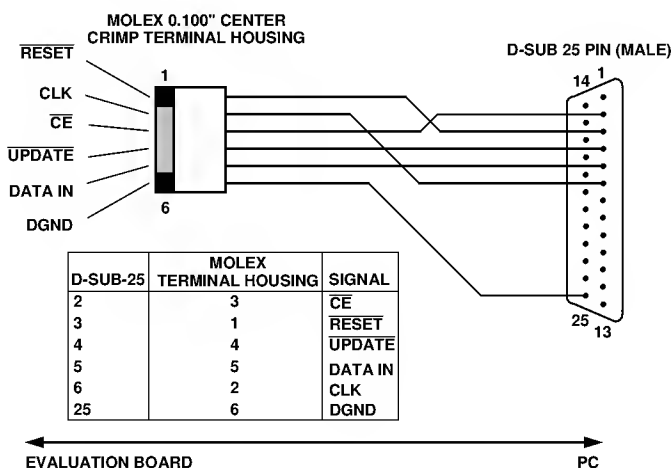 MOLEX 0.100" CENTER
CRIMP TERMINAL HOUSING
D-SUB 25 PIN (MALE)
RESET
CLK
CE
UPDATE
DATA IN
DGND
1
6
14 1
25
13
D-SUB-25 MOLEX TERMINAL HOUSING SIGNAL
2 3 CE
3 1 RESET
4 4 UPDATE
5 5 DATA IN
6 2 CLK
25 6 DGND
EVALUATION BOARD PC